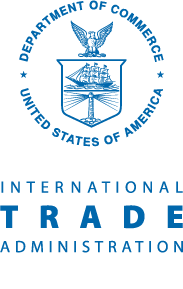 DEPARTMENT OF COMMERCE
UNITED STATES OF AMERICA
INTERNATIONAL
TRADE
ADMINISTRATION